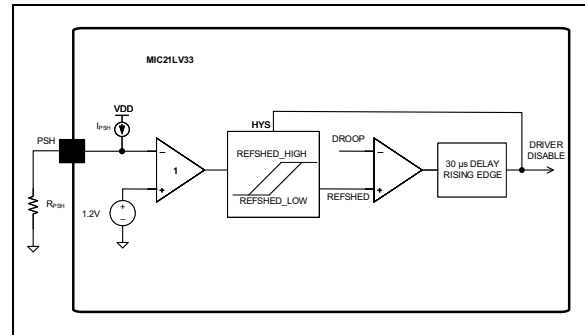 MIC21LV33
VDD
IPSH
PSH
HYS
REFSHED_HIGH
REFSHED_LOW
DROOP
REFSHED
30 µs DELAY
RISING EDGE
DRIVER
DISABLE
1
RPSH
1.2V